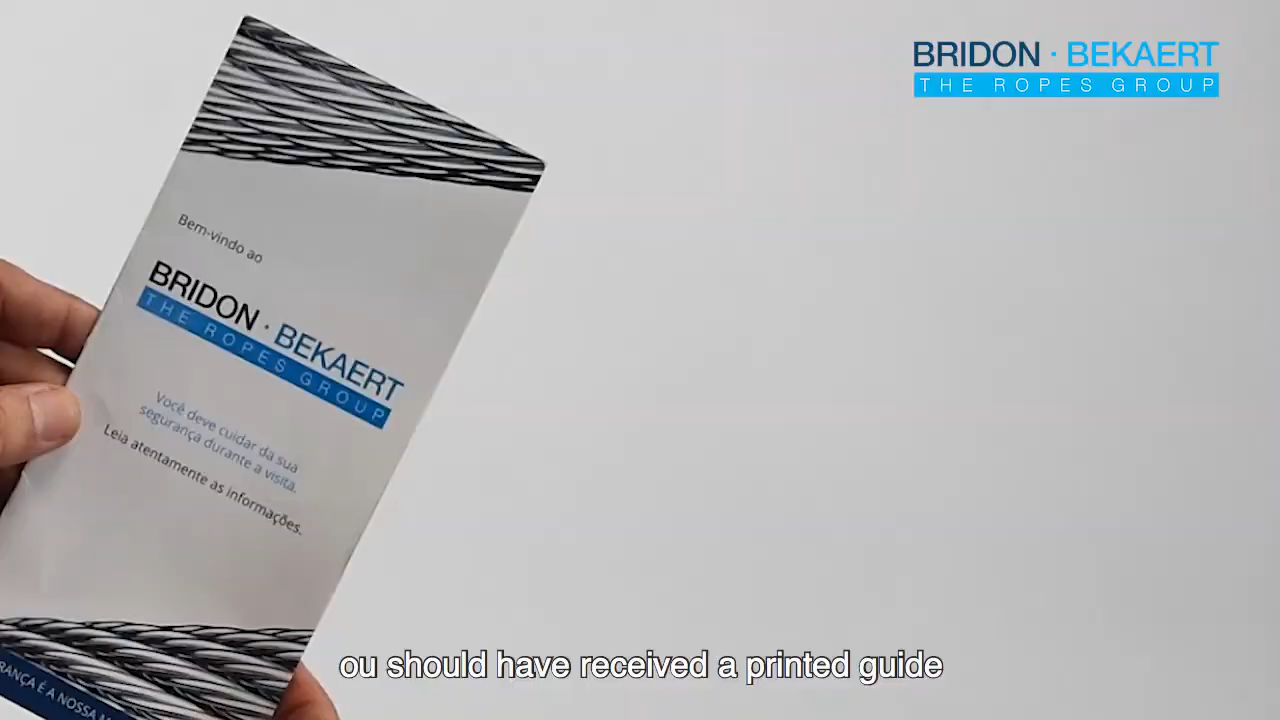 BRIDON · BEKAERT
THE ROPES GROUP
Bem-vindo ao
BRIDON · BEKAERT
THE ROPES GROUP
Você deve cuidar da sua
segurança durante a visita.
Leia atentamente as informações.
É A NOSSA
ou should have received a printed guide